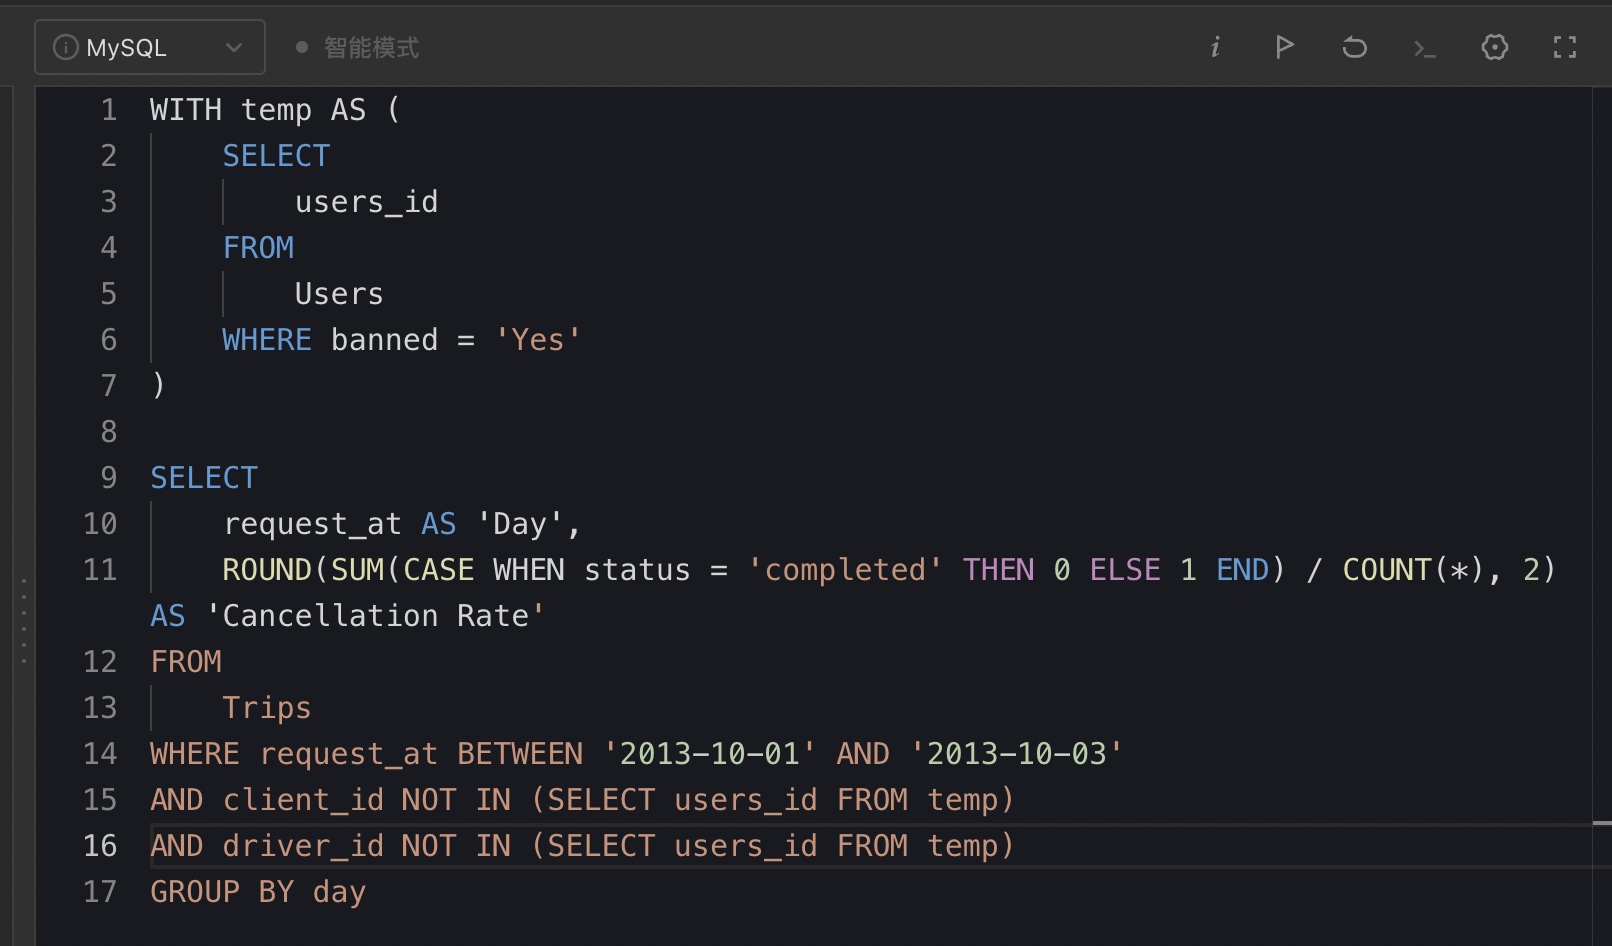 MySQL 智能模式
1 WITH temp AS (
2 SELECT
3 users_id
4 FROM
5 Users
6 WHERE banned = 'Yes'
7 )
8
9 SELECT
10 request_at AS 'Day',
11 ROUND(SUM(CASE WHEN status = 'completed' THEN 0 ELSE 1 END) / COUNT(*), 2)
AS 'Cancellation Rate'
12 FROM
13 Trips
14 WHERE request_at BETWEEN '2013-10-01' AND '2013-10-03'
15 AND client_id NOT IN (SELECT users_id FROM temp)
16 AND driver_id NOT IN (SELECT users_id FROM temp)
17 GROUP BY day